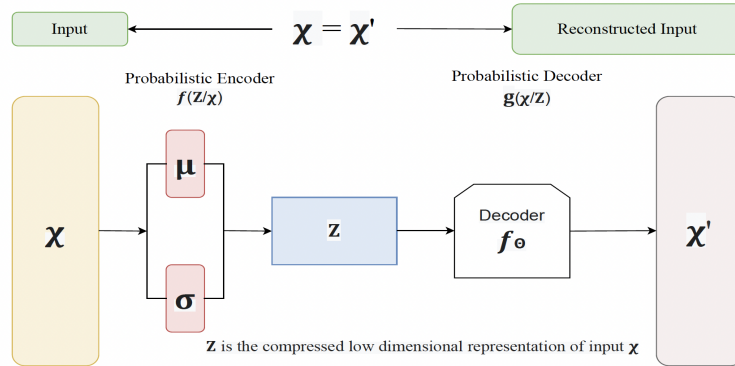 Input
χ = χ'
Reconstructed Input
Probabilistic Encoder
f(Z/χ)
Probabilistic Decoder
g(χ/Z)
χ
μ
σ
z
Decoder
fΘ
χ'
Z is the compressed low dimensional representation of input χ